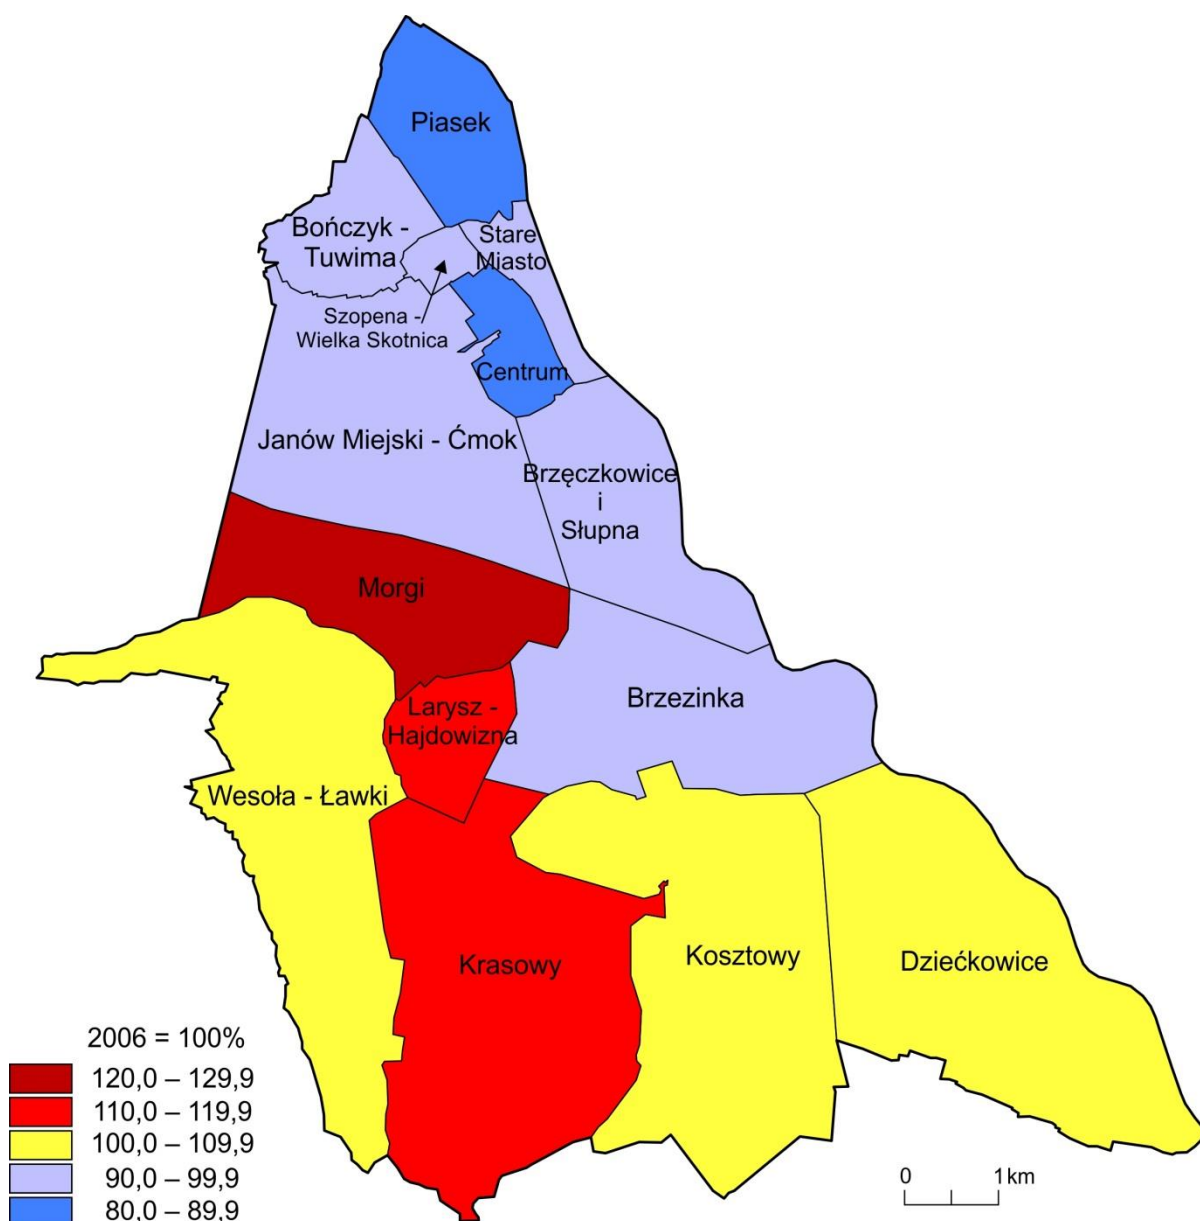 Piasek
Bończyk -
Tuwima
Stare
Miasto
Szopena -
Wielka Skotnica
Centrum
Janów Miejski - Ćmok
Brzęczkowice
i
Słupna
Morgi
Larysz -
Hajdowizna
Brzezinka
Wesoła - Ławki
Krasowy
Kosztowy
Dziećkowice
2006 = 100%
120,0 – 129,9
110,0 – 119,9
100,0 – 109,9
90,0 – 99,9
80,0 – 89,9
0 1 km